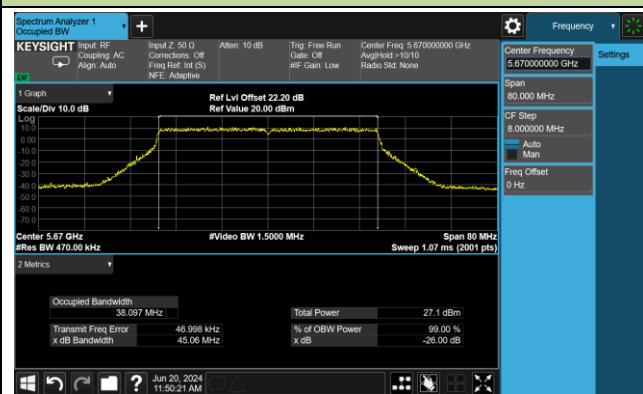 Spectrum Analyzer 1
Occupied BW
+
Frequency
KEYSIGHT
Input: RF
Coupling: AC
Align: Auto
Input Z: 50 Ω
Corrections: Off
Freq Ref: Int (S)
NFE: Adaptive
Atten: 10 dB
Trig: Free Run
Gate: Off
#IF Gain: Low
Center Freq: 5.670000000 GHz
Avg|Hold:>10/10
Radio Std: None
LXI
Center Frequency
5.670000000 GHz
Settings
Span
80.000 MHz
CF Step
8.000000 MHz
Auto
Man
Freq Offset
0 Hz
1 Graph
Scale/Div 10.0 dB
Ref Lvl Offset 22.20 dB
Ref Value 20.00 dBm
Log
10.0
0.00
-10.0
-20.0
-30.0
-40.0
-50.0
-60.0
-70.0
Center 5.67 GHz
#Res BW 470.00 kHz
#Video BW 1.5000 MHz
Span 80 MHz
Sweep 1.07 ms (2001 pts)
2 Metrics
Occupied Bandwidth
38.097 MHz
Total Power 27.1 dBm
Transmit Freq Error 46.998 kHz
% of OBW Power 99.00 %
x dB Bandwidth 45.06 MHz
x dB -26.00 dB
?
Jun 20, 2024
11:50:21 AM